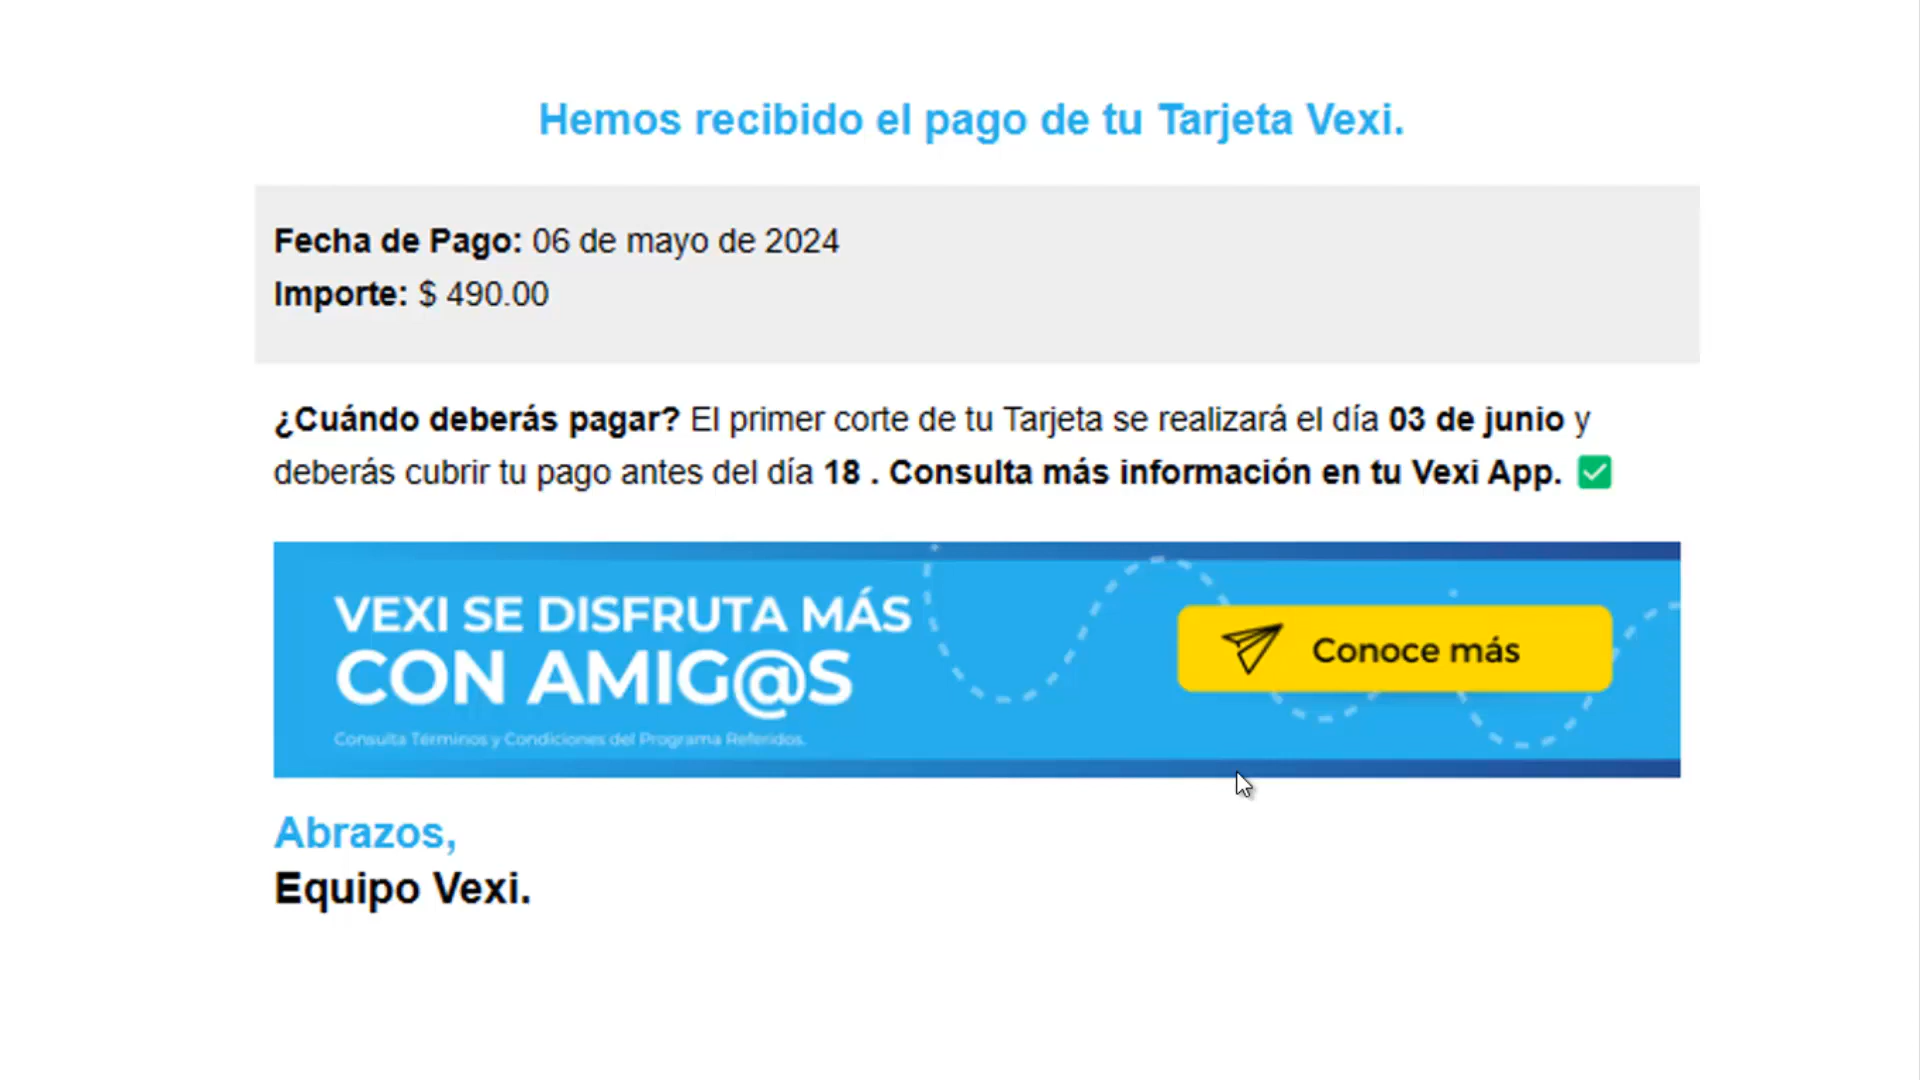 Hemos recibido el pago de tu Tarjeta Vexi.
Fecha de Pago: 06 de mayo de 2024
Importe: $ 490.00
¿Cuándo deberás pagar? El primer corte de tu Tarjeta se realizará el día 03 de junio y
deberás cubrir tu pago antes del día 18 . Consulta más información en tu Vexi App. ✅
VEXI SE DISFRUTA MÁS
CON AMIG@S
Consulta Términos y Condiciones del Programa Referidos.
Conoce más
Abrazos,
Equipo Vexi.